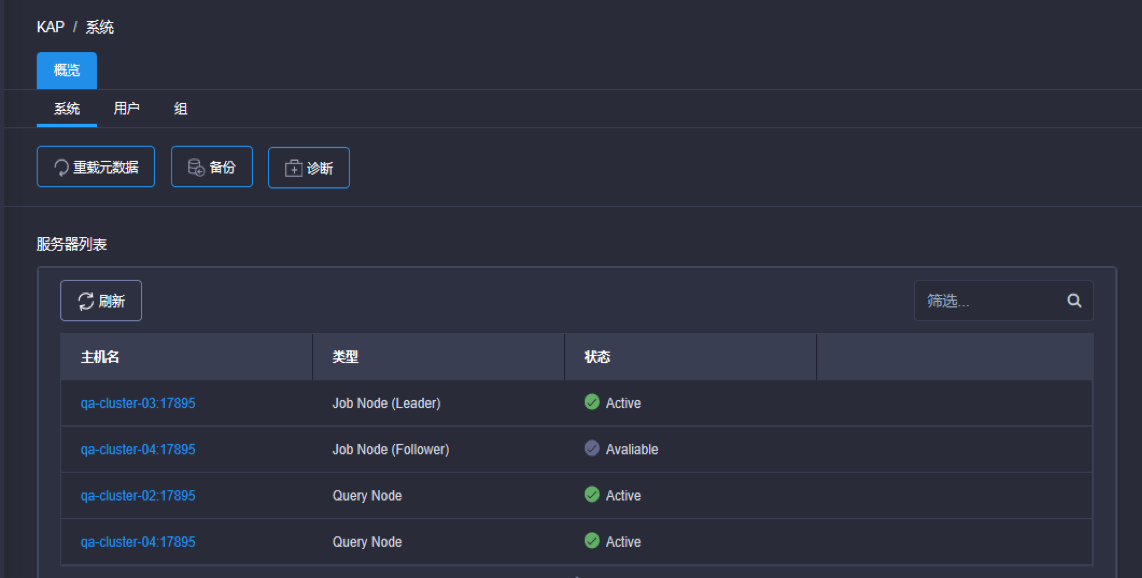 KAP / 系统
概览
系统 用户 组
重载元数据 备份 诊断
服务器列表
刷新 筛选...
主机名 类型 状态
qa-cluster-03:17895 Job Node (Leader) Active
qa-cluster-04:17895 Job Node (Follower) Avaliable
qa-cluster-02:17895 Query Node Active
qa-cluster-04:17895 Query Node Active